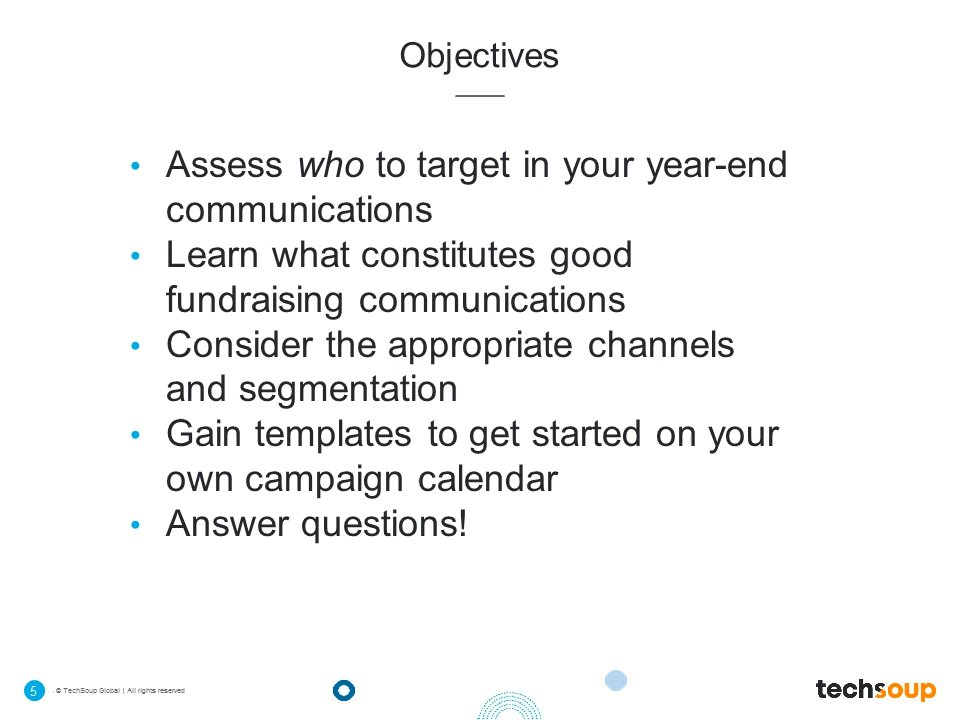 Objectives
• Assess who to target in your year-end
communications
• Learn what constitutes good
fundraising communications
• Consider the appropriate channels
and segmentation
• Gain templates to get started on your
own campaign calendar
• Answer questions!
5 . © TechSoup Global | All rights reserved
techsoup